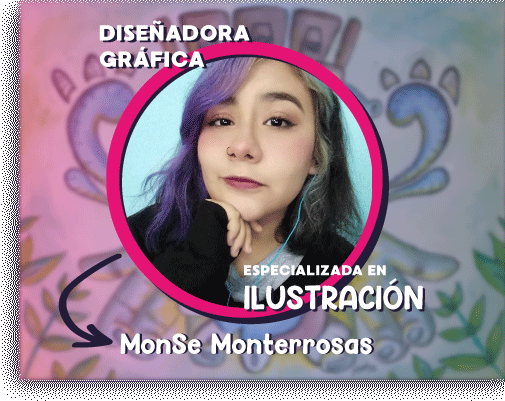 DISEÑADORA
GRÁFICA
ESPECIALIZADA EN
ILUSTRACIÓN
MonSe Monterrosas